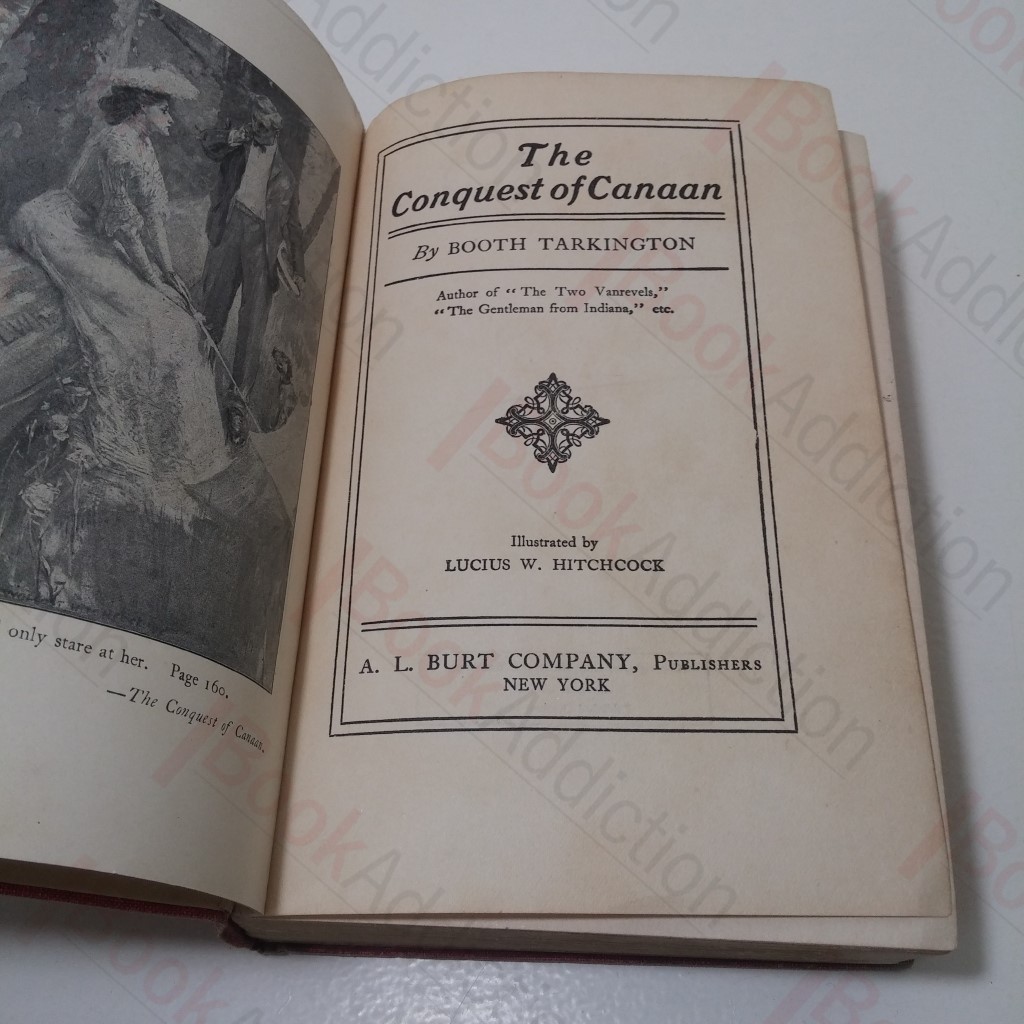 only stare at her. Page 160.
—The Conquest of Canaan.
The
Conquest of Canaan
By BOOTH TARKINGTON
Author of “The Two Vanrevels,”
“The Gentleman from Indiana,” etc.
Illustrated by
LUCIUS W. HITCHCOCK
A. L. BURT COMPANY, PUBLISHERS
NEW YORK
BookAddiction